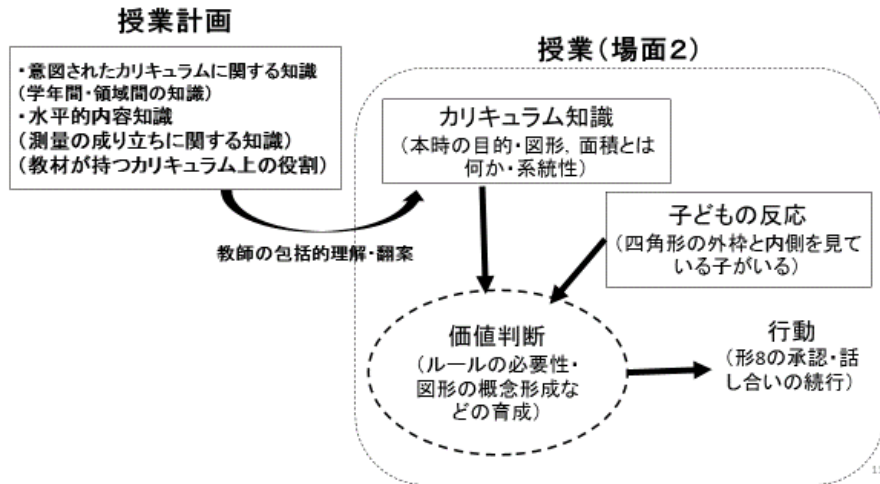 授業計画
・意図されたカリキュラムに関する知識
(学年間・領域間の知識)
・水平的内容知識
(測量の成り立ちに関する知識)
(教材が持つカリキュラム上の役割)
教師の包括的理解・翻案
授業(場面2)
カリキュラム知識
(本時の目的・図形，面積とは
何か・系統性)
子どもの反応
(四角形の外枠と内側を見て
いる子がいる)
価値判断
(ルールの必要性・
図形の概念形成な
どの育成)
行動
(形8の承認・話
し合いの続行)